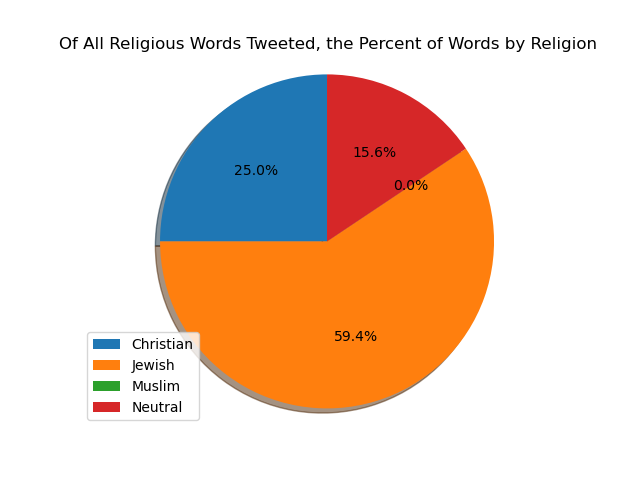 Of All Religious Words Tweeted, the Percent of Words by Religion
15.6%
25.0%
0.0%
59.4%
Christian
Jewish
Muslim
Neutral